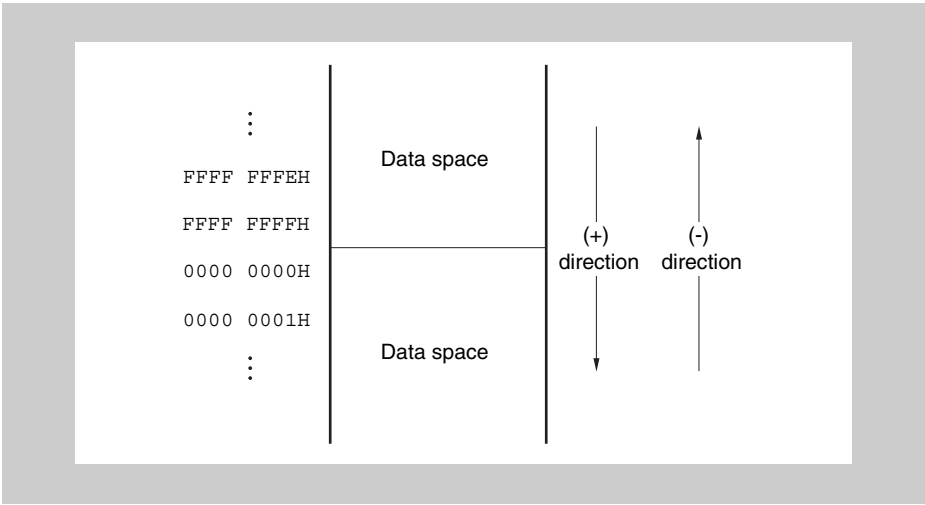 ⋮
Data space
FFFF FFFEH
FFFF FFFFH
0000 0000H
0000 0001H
⋮
Data space
(+)
direction
(-)
direction